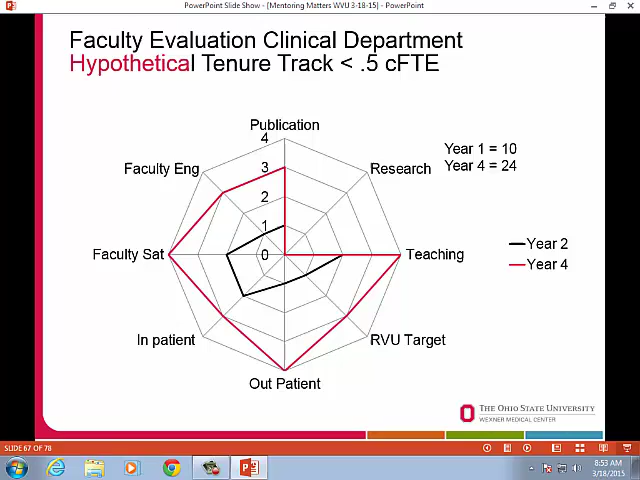 PowerPoint Slide Show - [Mentoring Matters WVU 3-18-15] - PowerPoint
Faculty Evaluation Clinical Department
Hypothetical Tenure Track < .5 cFTE
Publication
4
Faculty Eng
Research
Year 1 = 10
Year 4 = 24
3
2
1
0
Faculty Sat
Teaching
Year 2
Year 4
In patient
RVU Target
Out Patient
THE OHIO STATE UNIVERSITY
WEXNER MEDICAL CENTER
SLIDE 67 OF 78
8:53 AM
3/18/2015